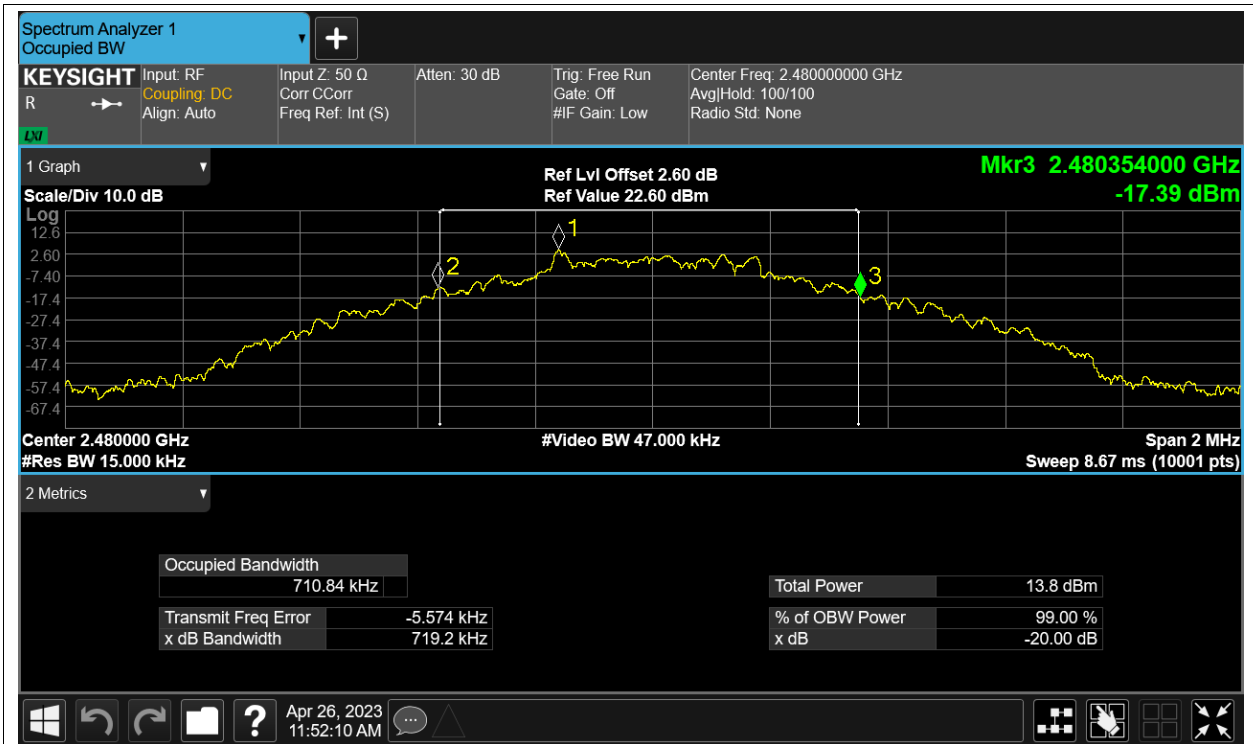 Spectrum Analyzer 1
Occupied BW
KEYSIGHT
R
LXI
Input: RF
Coupling: DC
Align: Auto
Input Z: 50 Ω
Corr CCorr
Freq Ref: Int (S)
Atten: 30 dB
Trig: Free Run
Gate: Off
#IF Gain: Low
Center Freq: 2.480000000 GHz
Avg|Hold: 100/100
Radio Std: None
1 Graph
Scale/Div 10.0 dB
Ref Lvl Offset 2.60 dB
Ref Value 22.60 dBm
Mkr3 2.480354000 GHz
-17.39 dBm
Log
12.6
2.60
-7.40
-17.4
-27.4
-37.4
-47.4
-57.4
-67.4
1
2
3
Center 2.480000 GHz
#Video BW 47.000 kHz
Span 2 MHz
#Res BW 15.000 kHz
Sweep 8.67 ms (10001 pts)
2 Metrics
Occupied Bandwidth
710.84 kHz
Transmit Freq Error -5.574 kHz
x dB Bandwidth 719.2 kHz
Total Power 13.8 dBm
% of OBW Power 99.00 %
x dB -20.00 dB
?
Apr 26, 2023
11:52:10 AM